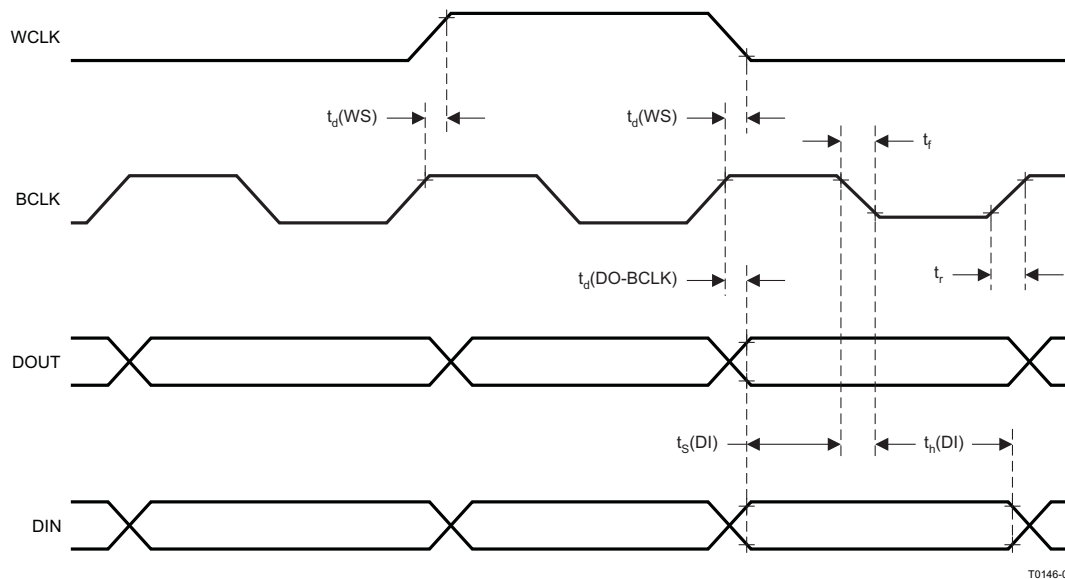 WCLK
t_d(WS) t_d(WS) t_f
BCLK
t_d(DO-BCLK) t_r
DOUT
t_S(DI) t_h(DI)
DIN